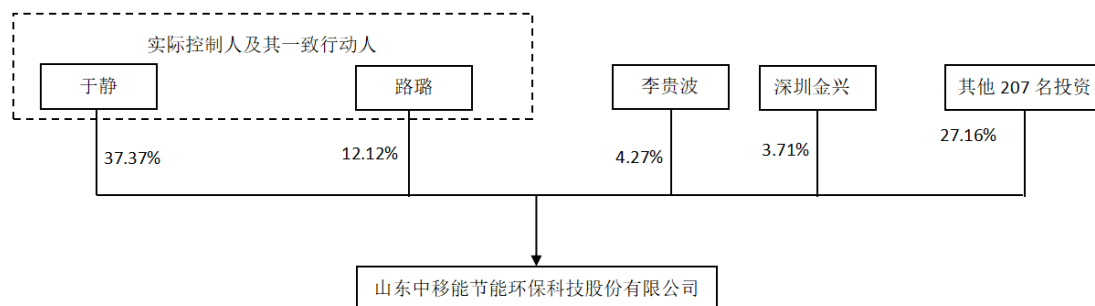 实际控制人及其一致行动人
于静
路璐
李贵波
深圳金兴
其他 207 名投资
37.37%
12.12%
4.27%
3.71%
27.16%
山东中移能节能环保科技股份有限公司